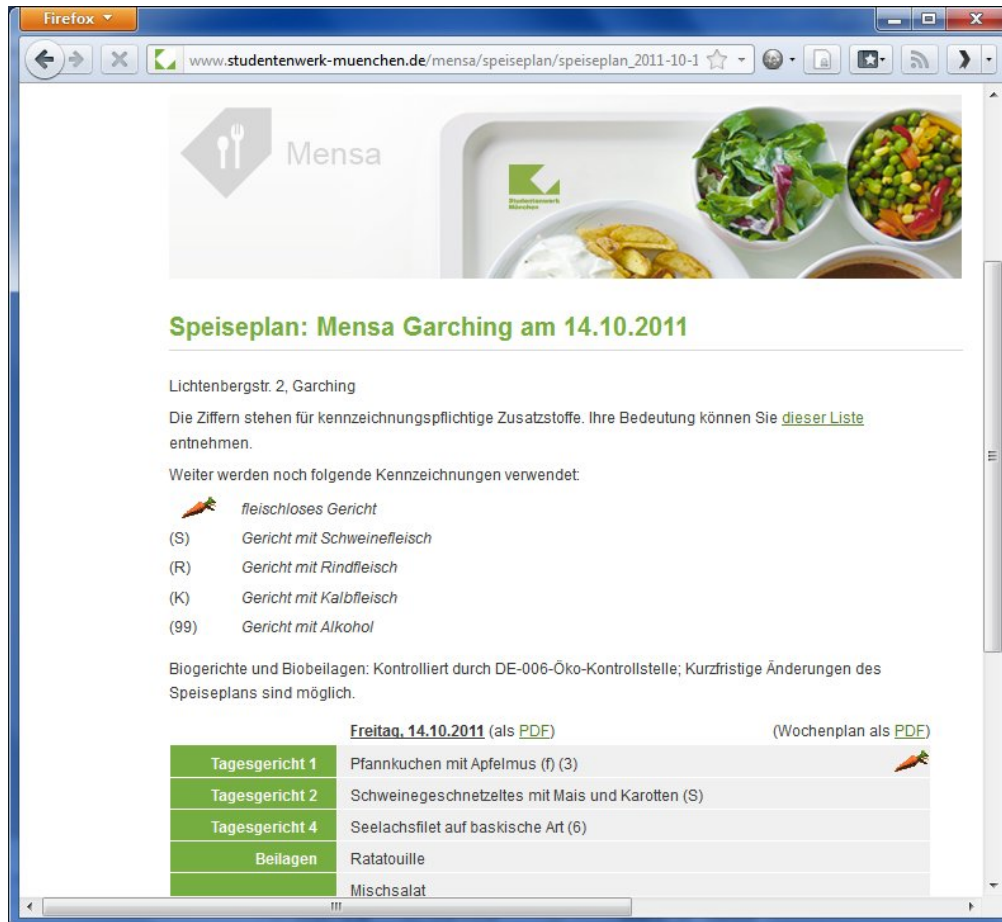 Firefox
www.studentenwerk-muenchen.de/mensa/speiseplan/speiseplan_2011-10-1
Mensa
Studentenwerk
München
Speiseplan: Mensa Garching am 14.10.2011
Lichtenbergstr. 2, Garching
Die Ziffern stehen für kennzeichnungspflichtige Zusatzstoffe. Ihre Bedeutung können Sie dieser Liste
entnehmen.
Weiter werden noch folgende Kennzeichnungen verwendet:
fleischloses Gericht
(S) Gericht mit Schweinefleisch
(R) Gericht mit Rindfleisch
(K) Gericht mit Kalbfleisch
(99) Gericht mit Alkohol
Biogerichte und Biobeilagen: Kontrolliert durch DE-006-Öko-Kontrollstelle; Kurzfristige Änderungen des
Speiseplans sind möglich.
Freitag, 14.10.2011 (als PDF) (Wochenplan als PDF)
Tagesgericht 1 Pfannkuchen mit Apfelmus (f) (3)
Tagesgericht 2 Schweinegeschnetzeltes mit Mais und Karotten (S)
Tagesgericht 4 Seelachsfilet auf baskische Art (6)
Beilagen Ratatouille
Mischsalat